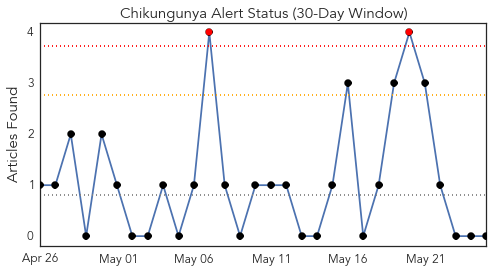 Chikungunya Alert Status (30-Day Window)
Articles Found
4
3
2
1
0
Apr 26 May 01 May 06 May 11 May 16 May 21